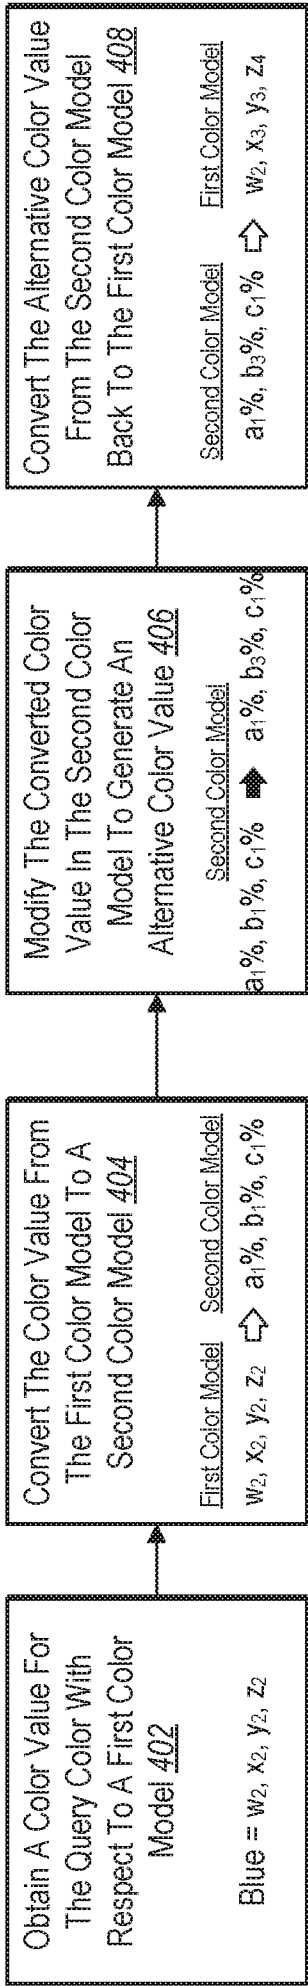 Obtain A Color Value For
The Query Color With
Respect To A First Color
Model 402
Blue = w₂, x₂, y₂, z₂
Convert The Color Value From
The First Color Model To A
Second Color Model 404
First Color Model Second Color Model
w₂, x₂, y₂, z₂ ⇨ a₁%, b₁%, c₁%
Modify The Converted Color
Value In The Second Color
Model To Generate An
Alternative Color Value 406
Second Color Model
a₁%, b₁%, c₁% ➡ a₁%, b₃%, c₁%
Convert The Alternative Color Value
From The Second Color Model
Back To The First Color Model 408
Second Color Model First Color Model
a₁%, b₃%, c₁% ⇨ w₂, x₃, y₃, z₄